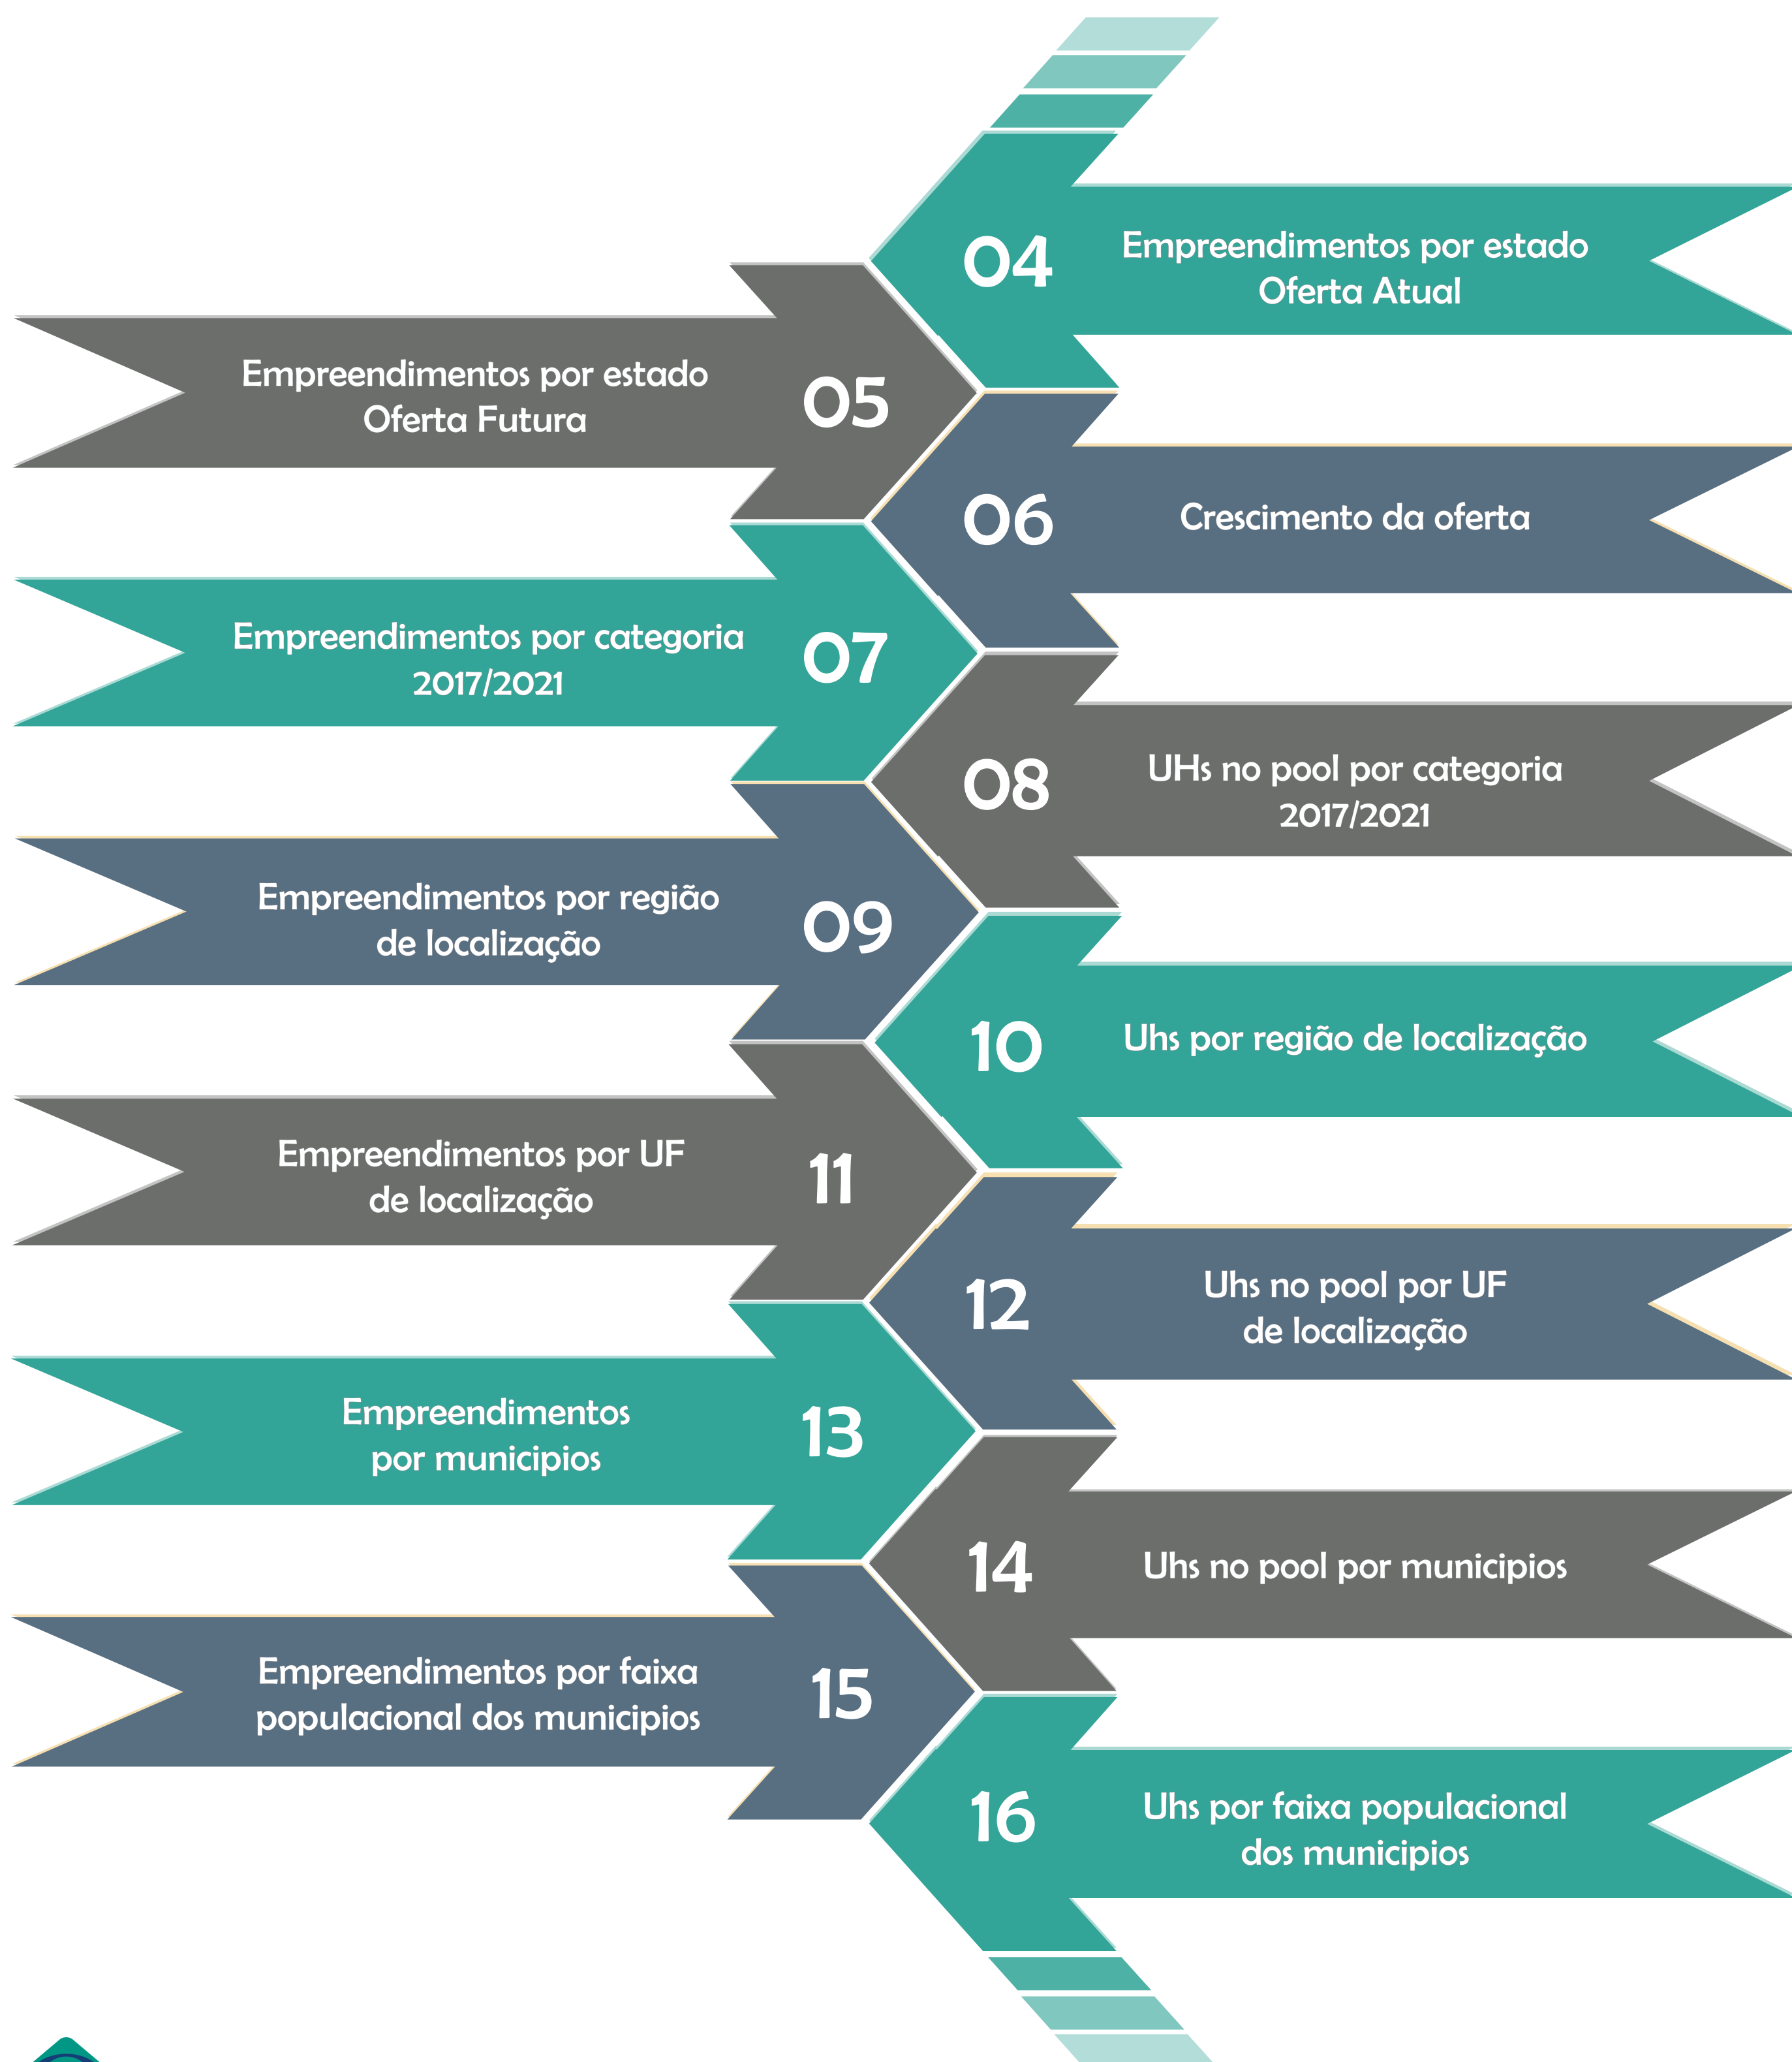 04
Empreendimentos por estado
Oferta Atual
05
Empreendimentos por estado
Oferta Futura
06
Crescimento da oferta
07
Empreendimentos por categoria
2017/2021
08
UHs no pool por categoria
2017/2021
09
Empreendimentos por região
de localização
10
Uhs por região de localização
11
Empreendimentos por UF
de localização
12
Uhs no pool por UF
de localização
13
Empreendimentos
por municipios
14
Uhs no pool por municipios
15
Empreendimentos por faixa
populacional dos municipios
16
Uhs por faixa populacional
dos municipios